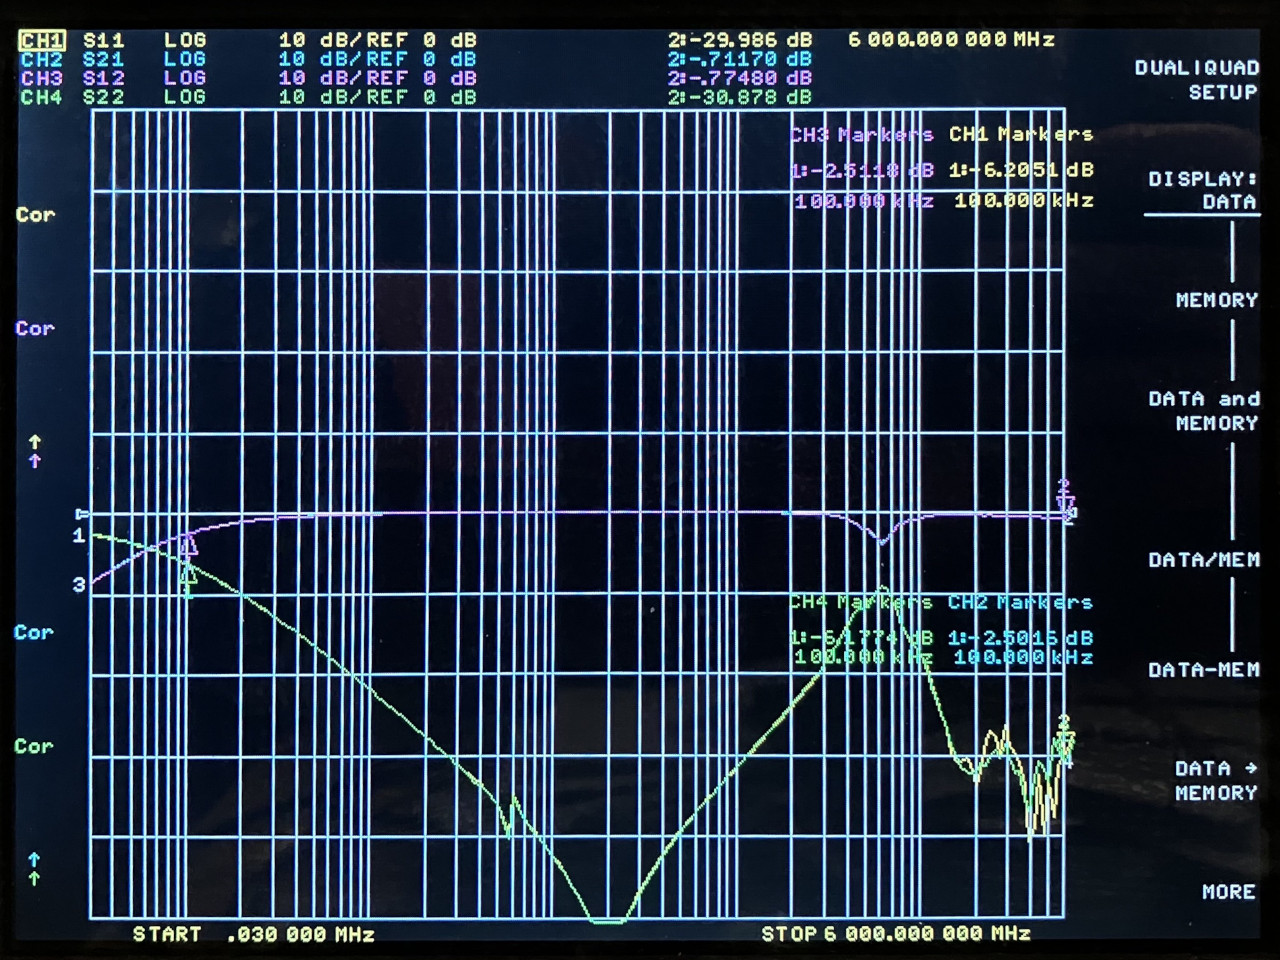 CH1 S11 LOG 10 dB/REF 0 dB 2:-29.986 dB 6 000.000 000 MHz
CH2 S21 LOG 10 dB/REF 0 dB 2:-.71170 dB
CH3 S12 LOG 10 dB/REF 0 dB 2:-.77480 dB
CH4 S22 LOG 10 dB/REF 0 dB 2:-30.878 dB
DUAL|QUAD
SETUP
CH3 Markers CH1 Markers
1:-2.5118 dB 1:-6.2051 dB
100.000 kHz 100.000 kHz
DISPLAY:
DATA
Cor
MEMORY
Cor
DATA and
MEMORY
↑
↑
1
3
2
DATA/MEM
CH4 Markers CH2 Markers
1:-6.1774 dB 1:-2.5015 dB
100.000 kHz 100.000 kHz
Cor
DATA-MEM
Cor
DATA →
MEMORY
↑
↑
MORE
START .030 000 MHz STOP 6 000.000 000 MHz